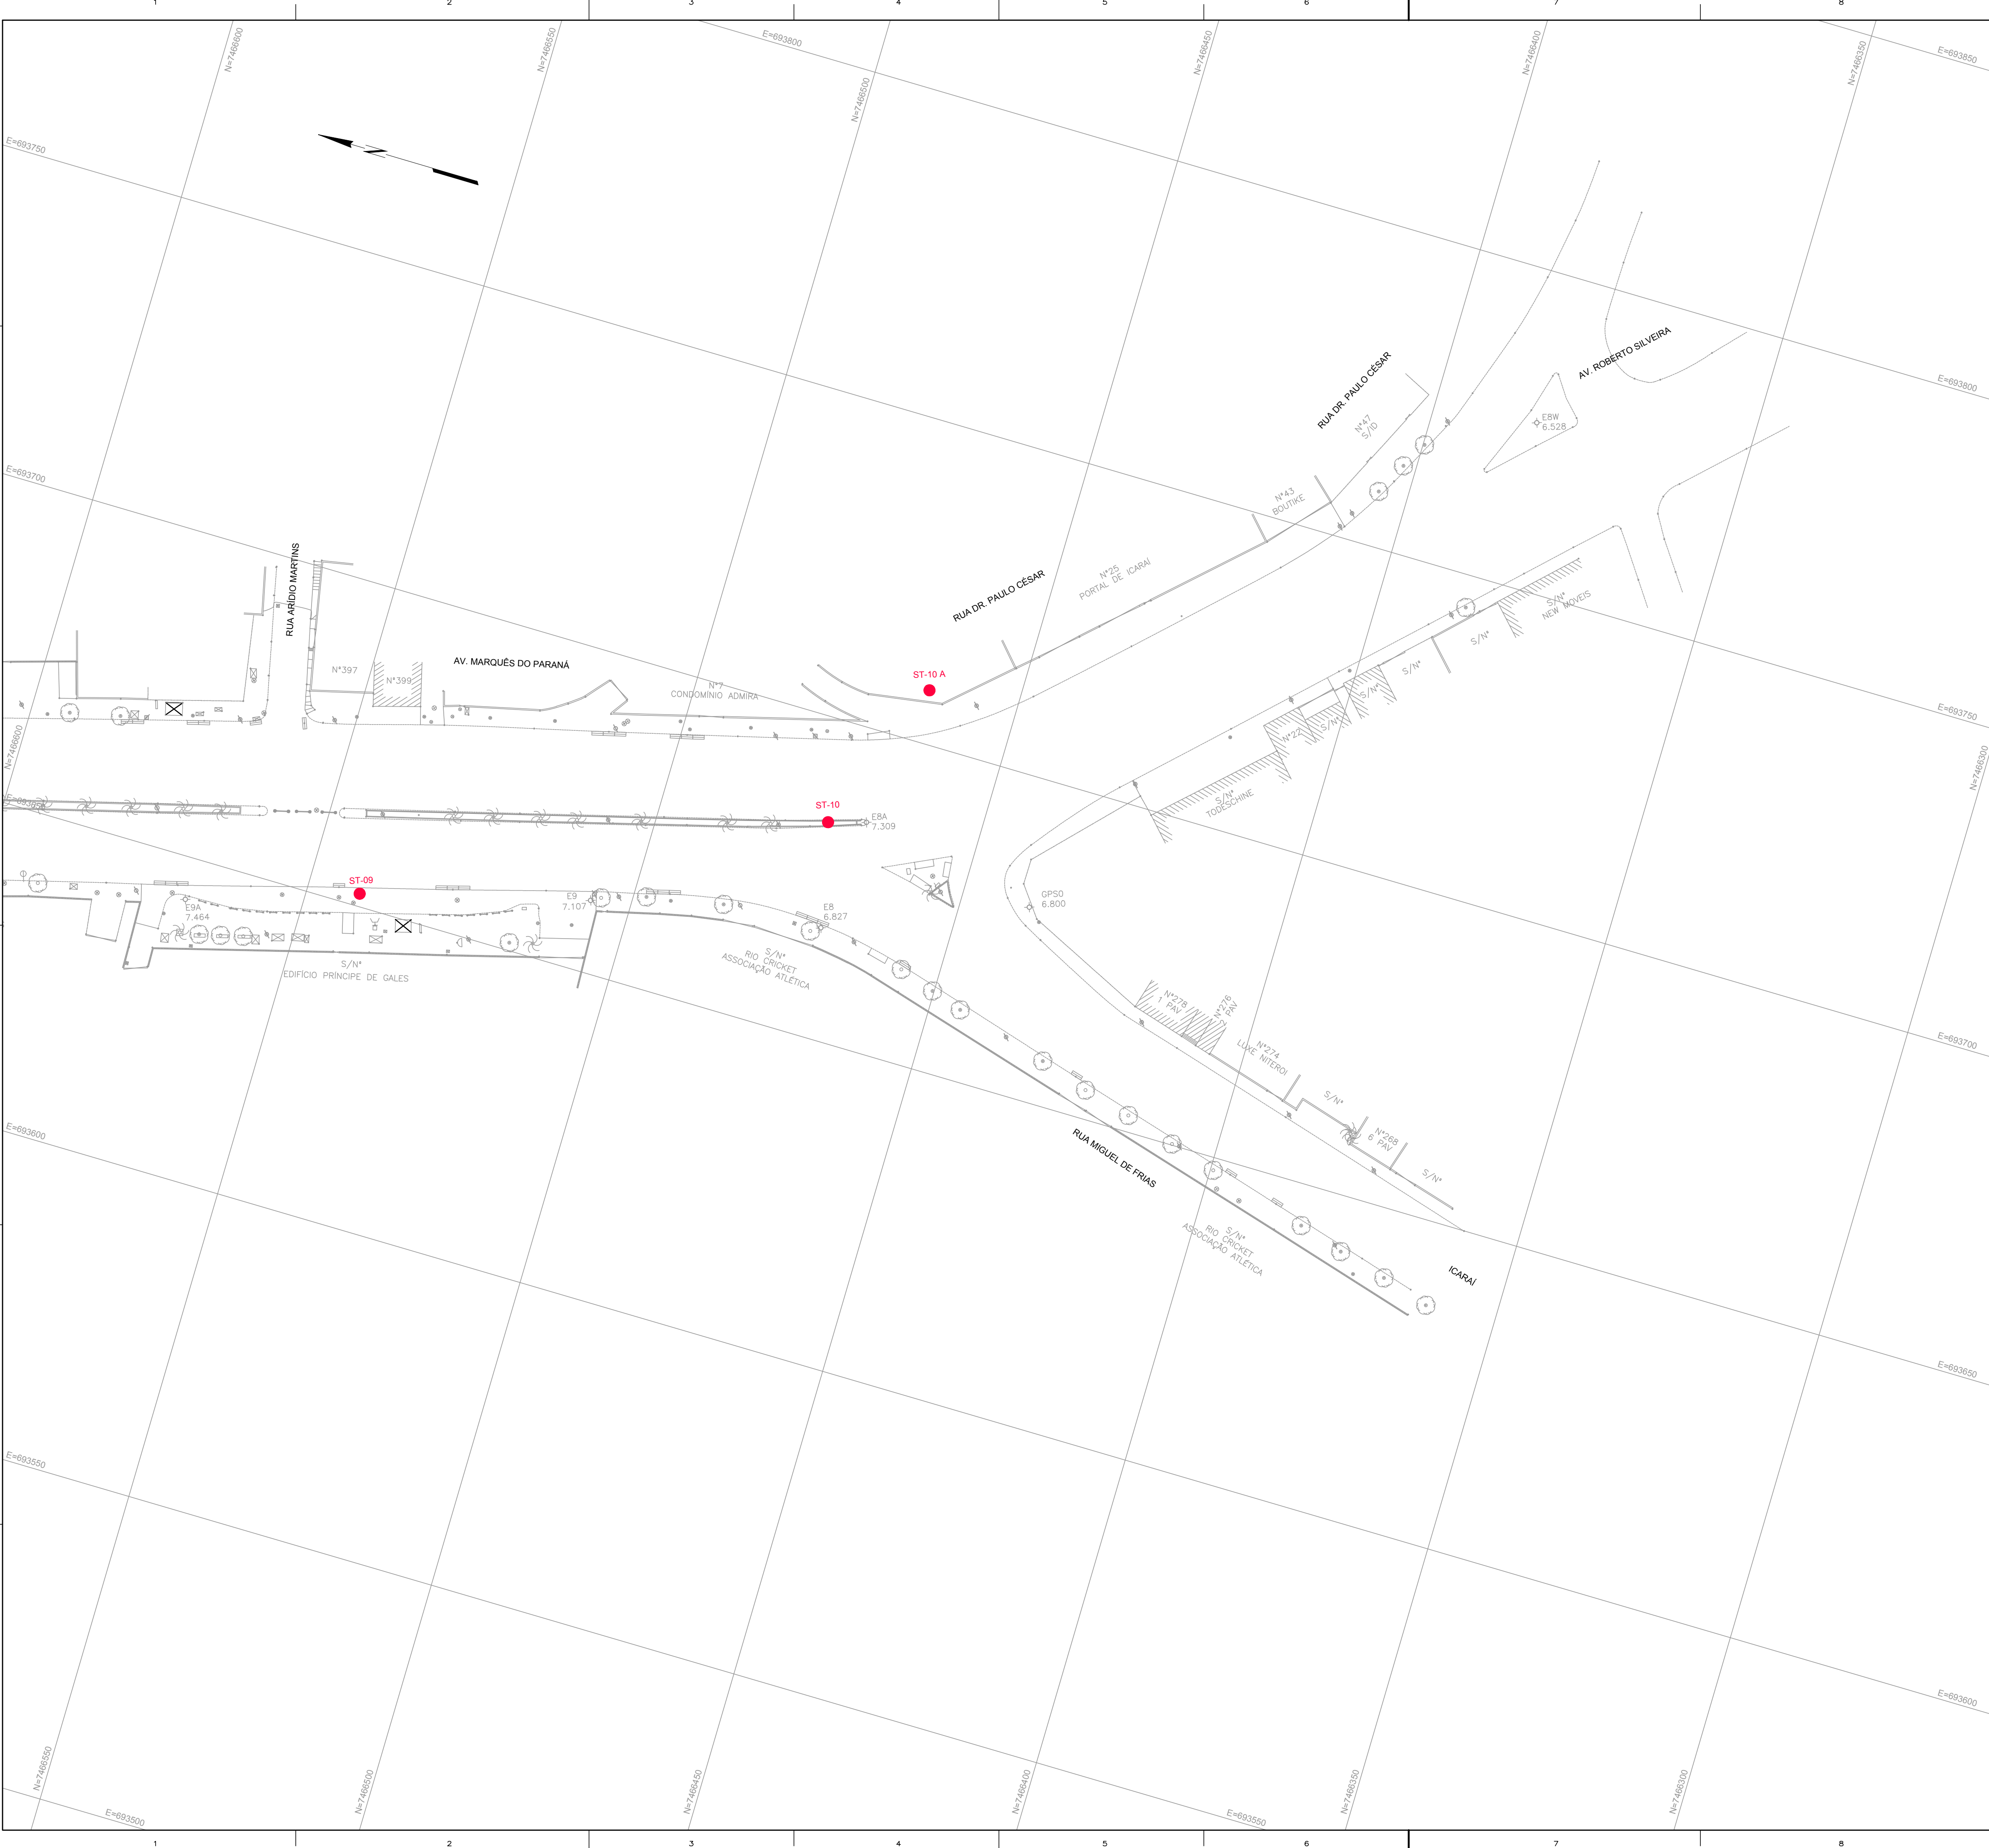 1 2 3 4 5 6 7 8
N=7466600
N=7466550
E=693800
N=7466500
N=7466450
N=7466400
N=7466350
E=693850
E=693750
N
E=693700
E=693800
AV. ROBERTO SILVEIRA
E8W
6.528
RUA DR. PAULO CÉSAR
N°47
S/ID
N°43
BOUTIKE
RUA ARÍDIO MARTINS
N°25
PORTAL DE ICARAÍ
RUA DR. PAULO CÉSAR
S/N°
NEW MOVEIS
S/N°
S/N°
S/N°
S/N°
N°22
AV. MARQUÊS DO PARANÁ
N°397
N°399
N°7
CONDOMÍNIO ADMIRA
ST-10 A
E=693750
N=7466600
N=7466300
ST-10
E8A
7.309
S/N°
TODESCHINE
ST-09
E9A
7.464
E9
7.107
E8
6.827
GPS0
6.800
S/N°
EDIFÍCIO PRÍNCIPE DE GALES
S/N°
RIO CRICKET
ASSOCIAÇÃO ATLÉTICA
N°278
1 PAV
N°276
2 PAV
N°274
LUXE NITEROI
E=693700
S/N°
N°268
6 PAV
S/N°
E=693600
RUA MIGUEL DE FRIAS
S/N°
RIO CRICKET
ASSOCIAÇÃO ATLÉTICA
ICARAÍ
E=693650
E=693550
E=693600
N=7466550
N=7466500
N=7466450
N=7466400
N=7466350
N=7466300
E=693500
E=693550
1 2 3 4 5 6 7 8